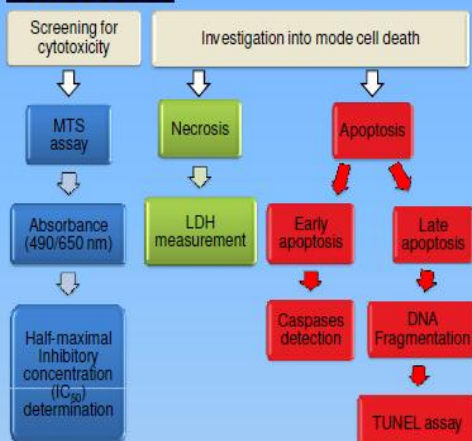 Screening for
cytotoxicity
Investigation into mode cell death
MTS
assay
Necrosis
Apoptosis
Absorbance
(490/650 nm)
LDH
measurement
Early
apoptosis
Late
apoptosis
Half-maximal
Inhibitory
concentration
(IC50)
determination
Caspases
detection
DNA
Fragmentation
TUNEL assay